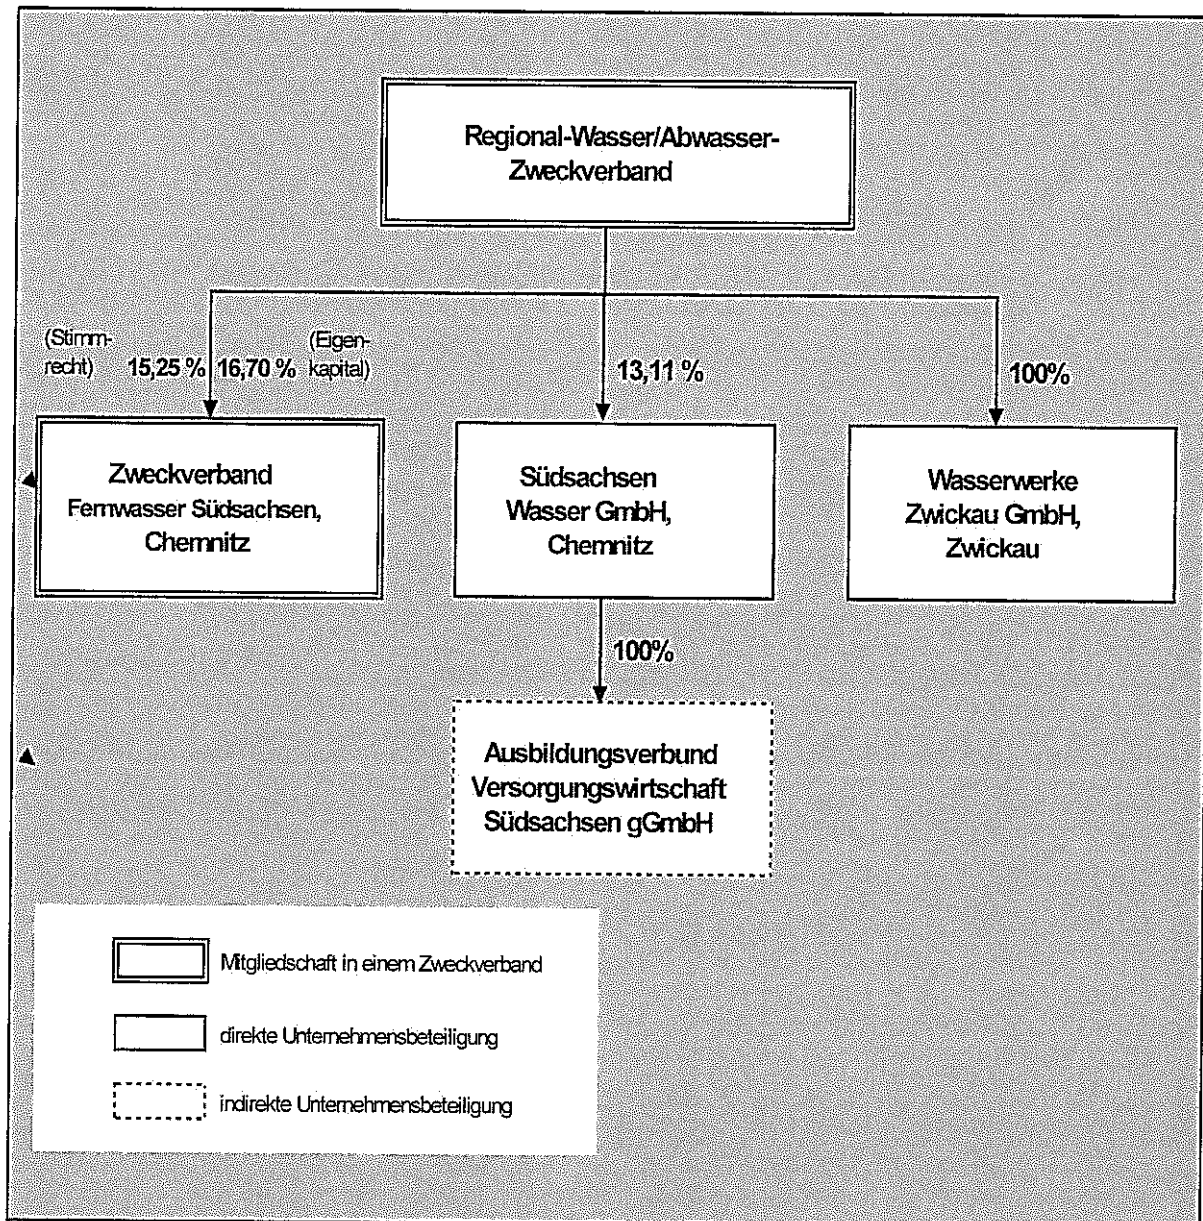 Regional-Wasser/Abwasser-
Zweckverband
(Stimm-
recht) 15,25 % 16,70 % (Eigen-
kapital)
13,11 %
100%
Zweckverband
Fernwasser Südsachsen,
Chemnitz
Südsachsen
Wasser GmbH,
Chemnitz
Wasserwerke
Zwickau GmbH,
Zwickau
100%
Ausbildungsverbund
Versorgungswirtschaft
Südsachsen gGmbH
Mitgliedschaft in einem Zweckverband
direkte Unternehmensbeteiligung
indirekte Unternehmensbeteiligung